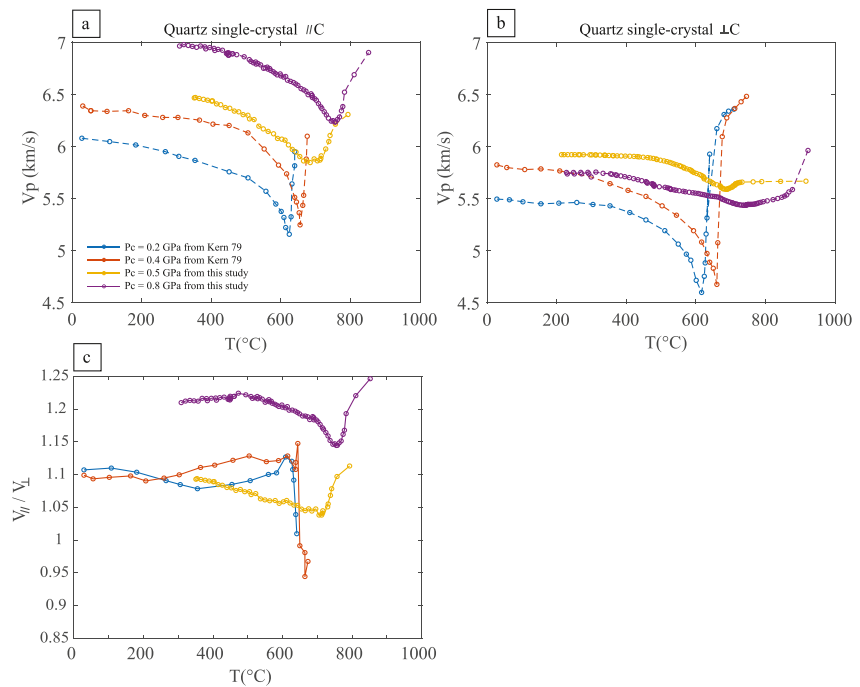 a
Quartz single-crystal //C
7
6.5
6
5.5
5
4.5
Vp (km/s)
Pc = 0.2 GPa from Kern 79
Pc = 0.4 GPa from Kern 79
Pc = 0.5 GPa from this study
Pc = 0.8 GPa from this study
0 200 400 600 800 1000
T(°C)
b
Quartz single-crystal ⊥C
7
6.5
6
5.5
5
4.5
Vp (km/s)
0 200 400 600 800 1000
T(°C)
c
1.25
1.20
1.15
1.10
1.05
1
0.95
0.90
0.85
V// / V⊥
0 200 400 600 800 1000
T(°C)